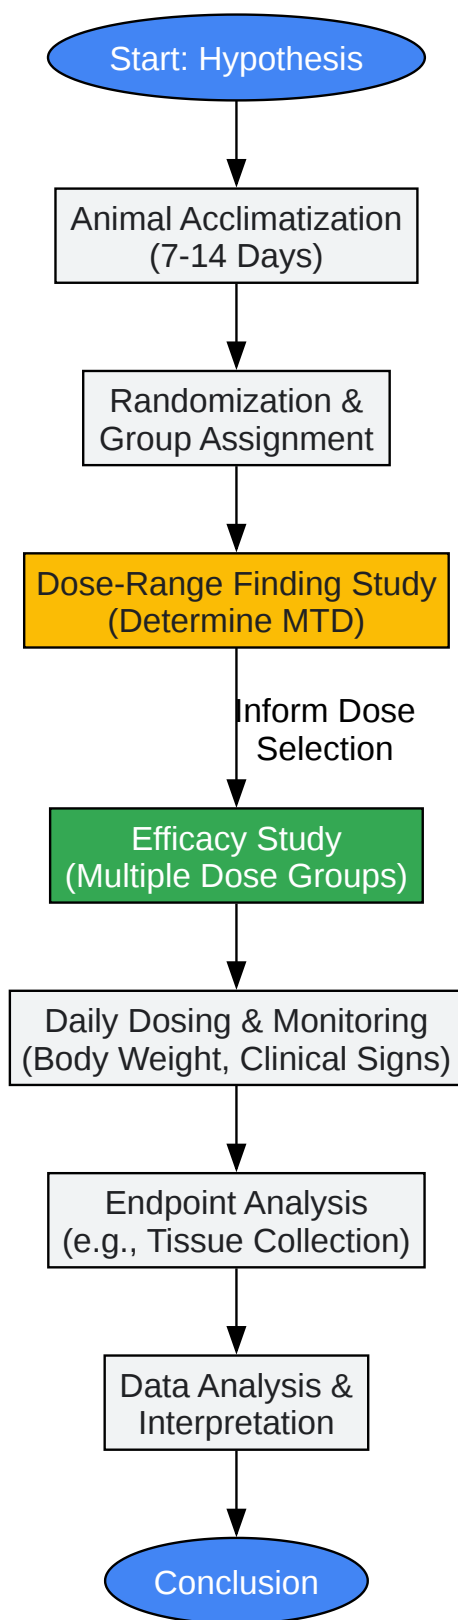 Start: Hypothesis
Animal Acclimatization
(7-14 Days)
Randomization &
Group Assignment
Dose-Range Finding Study
(Determine MTD)
Inform Dose
Selection
Efficacy Study
(Multiple Dose Groups)
Daily Dosing & Monitoring
(Body Weight, Clinical Signs)
Endpoint Analysis
(e.g., Tissue Collection)
Data Analysis &
Interpretation
Conclusion